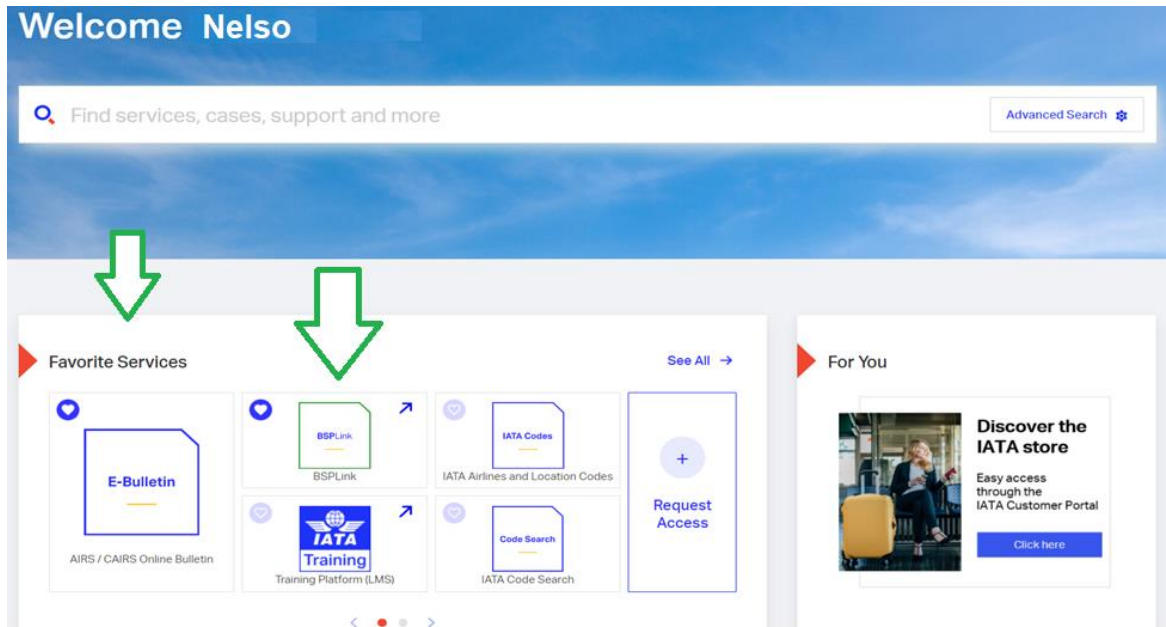 Welcome Nelso
Find services, cases, support and more
Advanced Search
Favorite Services
See All →
E-Bulletin
AIRS / CAIRS Online Bulletin
BSPLink
BSPLink
IATA Codes
IATA Airlines and Location Codes
IATA
Training
Training Platform (LMS)
Code Search
IATA Code Search
+
Request
Access
For You
Discover the
IATA store
Easy access
through the
IATA Customer Portal
Click here